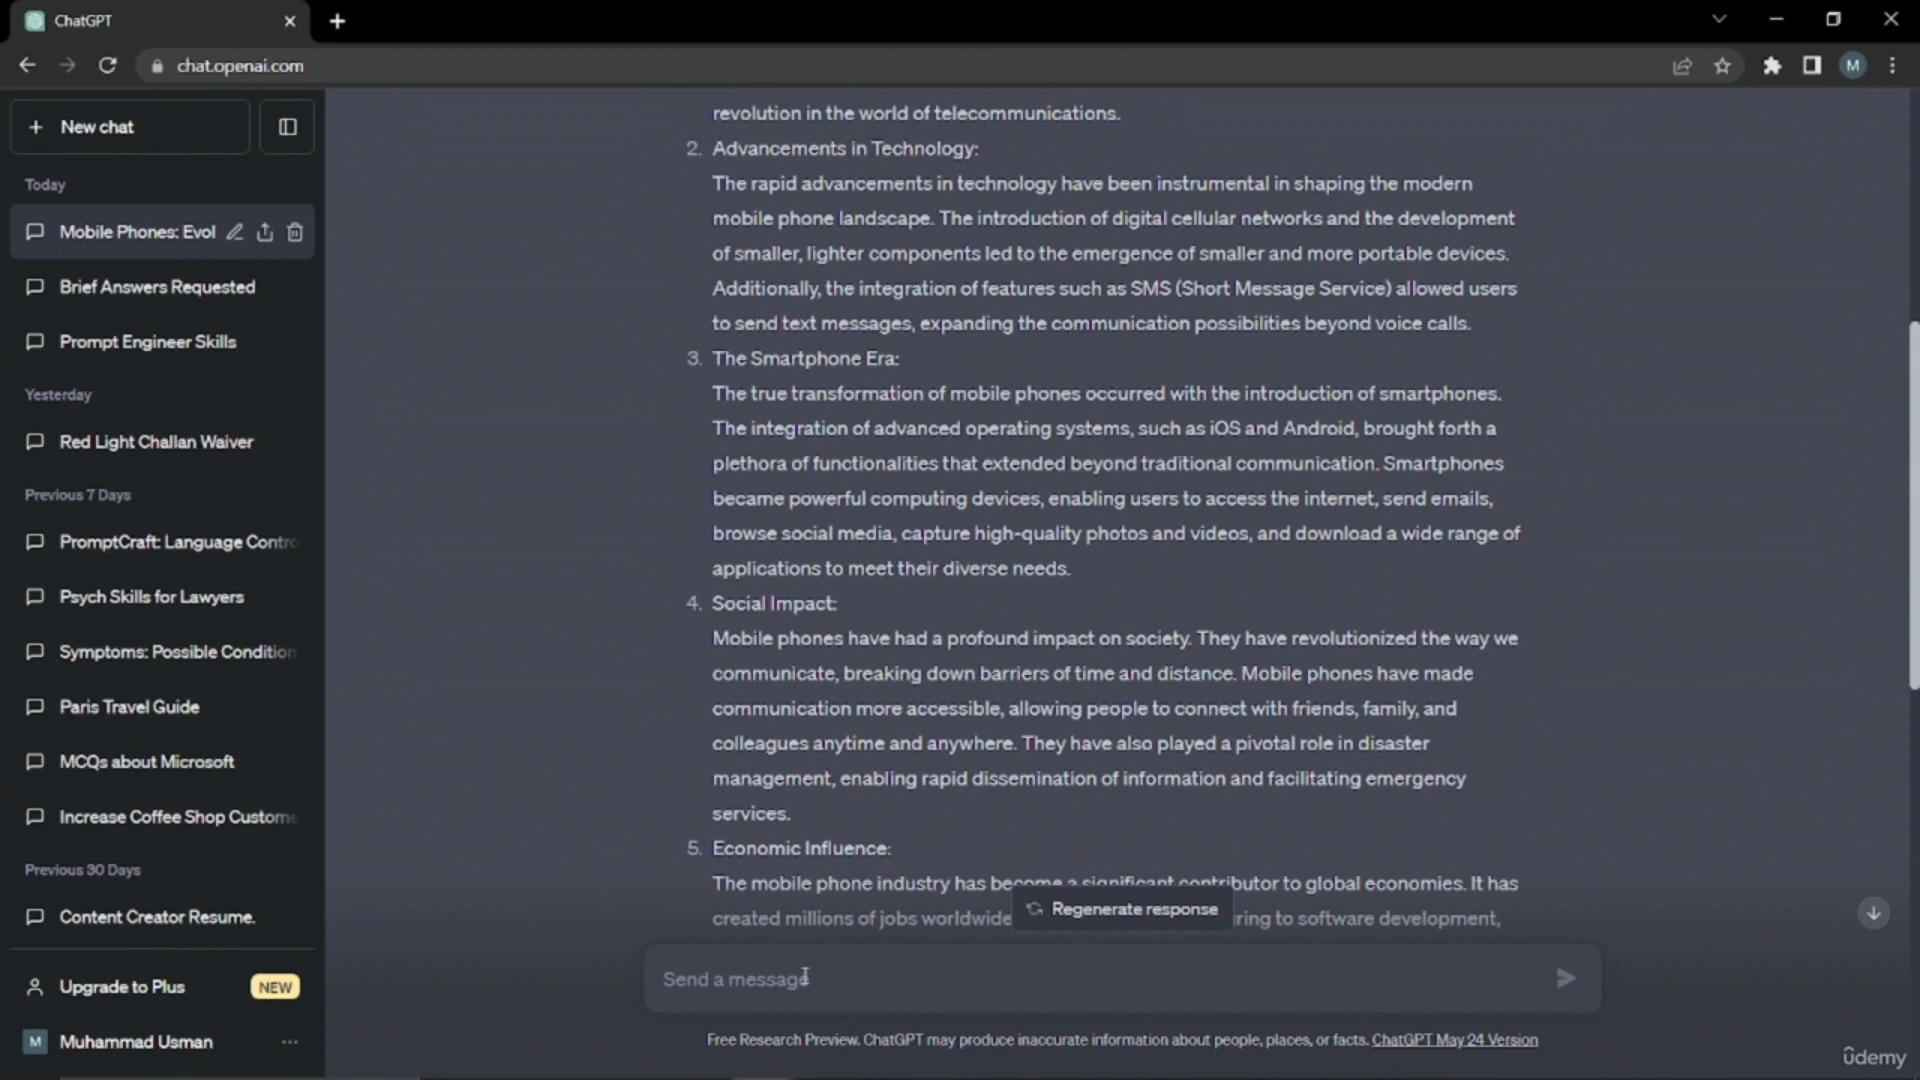 ChatGPT
chat.openai.com
M
New chat
Today
Mobile Phones: Evol
Brief Answers Requested
Prompt Engineer Skills
Yesterday
Red Light Challan Waiver
Previous 7 Days
PromptCraft: Language Contro
Psych Skills for Lawyers
Symptoms: Possible Condition
Paris Travel Guide
MCQs about Microsoft
Increase Coffee Shop Custome
Previous 30 Days
Content Creator Resume.
Upgrade to Plus NEW
M Muhammad Usman
revolution in the world of telecommunications.
2. Advancements in Technology:
The rapid advancements in technology have been instrumental in shaping the modern
mobile phone landscape. The introduction of digital cellular networks and the development
of smaller, lighter components led to the emergence of smaller and more portable devices.
Additionally, the integration of features such as SMS (Short Message Service) allowed users
to send text messages, expanding the communication possibilities beyond voice calls.
3. The Smartphone Era:
The true transformation of mobile phones occurred with the introduction of smartphones.
The integration of advanced operating systems, such as iOS and Android, brought forth a
plethora of functionalities that extended beyond traditional communication. Smartphones
became powerful computing devices, enabling users to access the internet, send emails,
browse social media, capture high-quality photos and videos, and download a wide range of
applications to meet their diverse needs.
4. Social Impact:
Mobile phones have had a profound impact on society. They have revolutionized the way we
communicate, breaking down barriers of time and distance. Mobile phones have made
communication more accessible, allowing people to connect with friends, family, and
colleagues anytime and anywhere. They have also played a pivotal role in disaster
management, enabling rapid dissemination of information and facilitating emergency
services.
5. Economic Influence:
The mobile phone industry has become a significant contributor to global economies. It has
created millions of jobs worldwide ring to software development,
Regenerate response
Send a message
Free Research Preview. ChatGPT may produce inaccurate information about people, places, or facts. ChatGPT May 24 Version
ûdemy